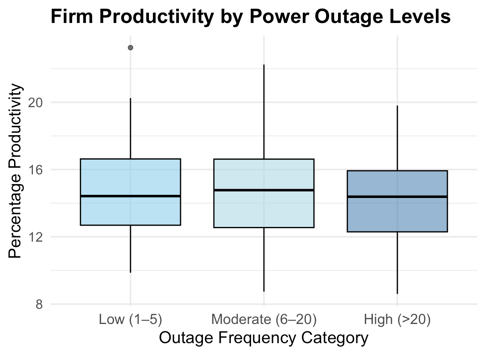 Firm Productivity by Power Outage Levels
Percentage Productivity
20
16
12
8
Low (1–5)
Moderate (6–20)
High (>20)
Outage Frequency Category